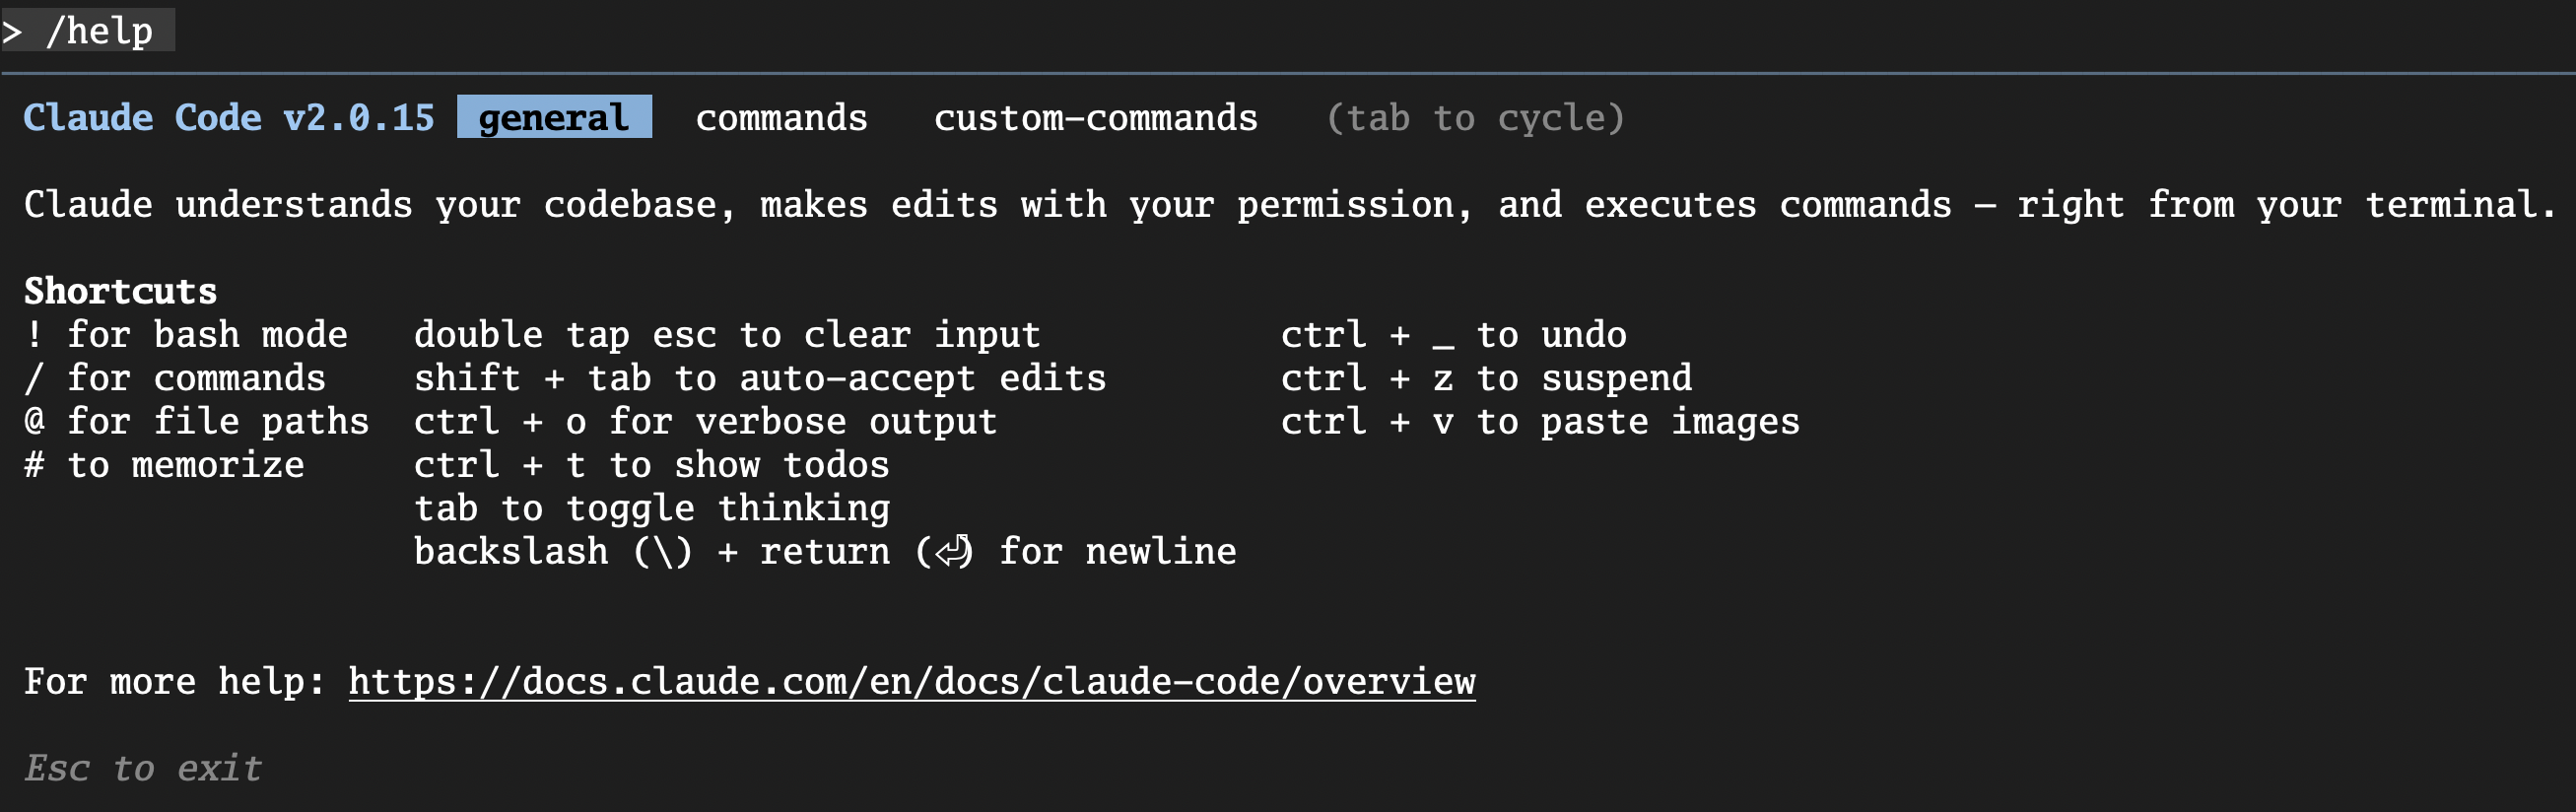 > /help
Claude Code v2.0.15 general commands custom-commands (tab to cycle)
Claude understands your codebase, makes edits with your permission, and executes commands — right from your terminal.
Shortcuts
! for bash mode double tap esc to clear input ctrl + _ to undo
/ for commands shift + tab to auto-accept edits ctrl + z to suspend
@ for file paths ctrl + o for verbose output ctrl + v to paste images
# to memorize ctrl + t to show todos
tab to toggle thinking
backslash (\) + return (⏎) for newline
For more help: https://docs.claude.com/en/docs/claude-code/overview
Esc to exit